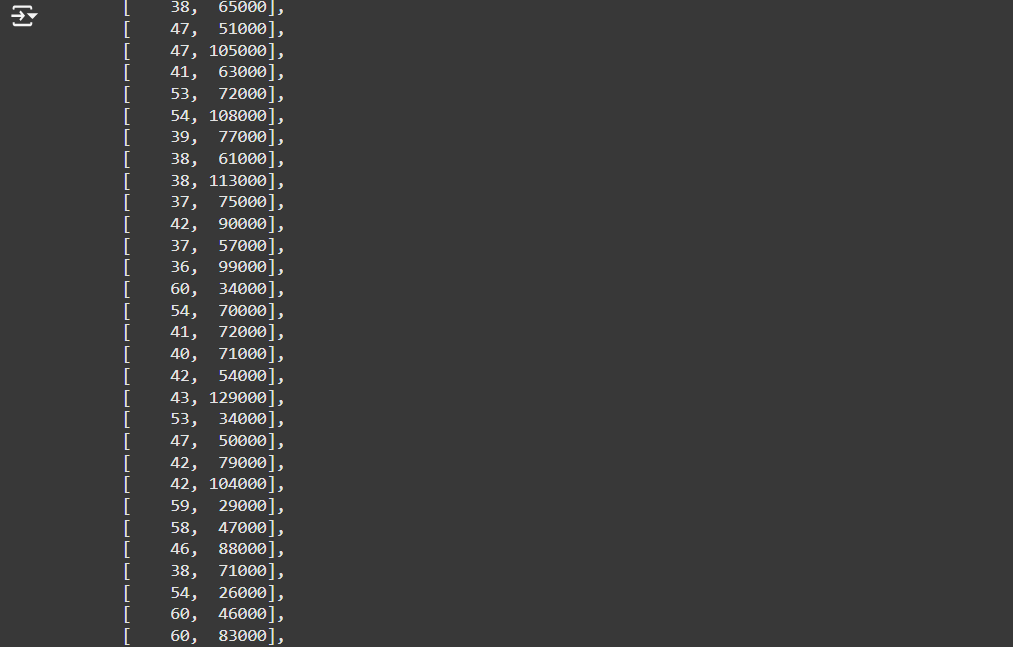 [    38,  65000],
[    47,  51000],
[    47, 105000],
[    41,  63000],
[    53,  72000],
[    54, 108000],
[    39,  77000],
[    38,  61000],
[    38, 113000],
[    37,  75000],
[    42,  90000],
[    37,  57000],
[    36,  99000],
[    60,  34000],
[    54,  70000],
[    41,  72000],
[    40,  71000],
[    42,  54000],
[    43, 129000],
[    53,  34000],
[    47,  50000],
[    42,  79000],
[    42, 104000],
[    59,  29000],
[    58,  47000],
[    46,  88000],
[    38,  71000],
[    54,  26000],
[    60,  46000],
[    60,  83000],